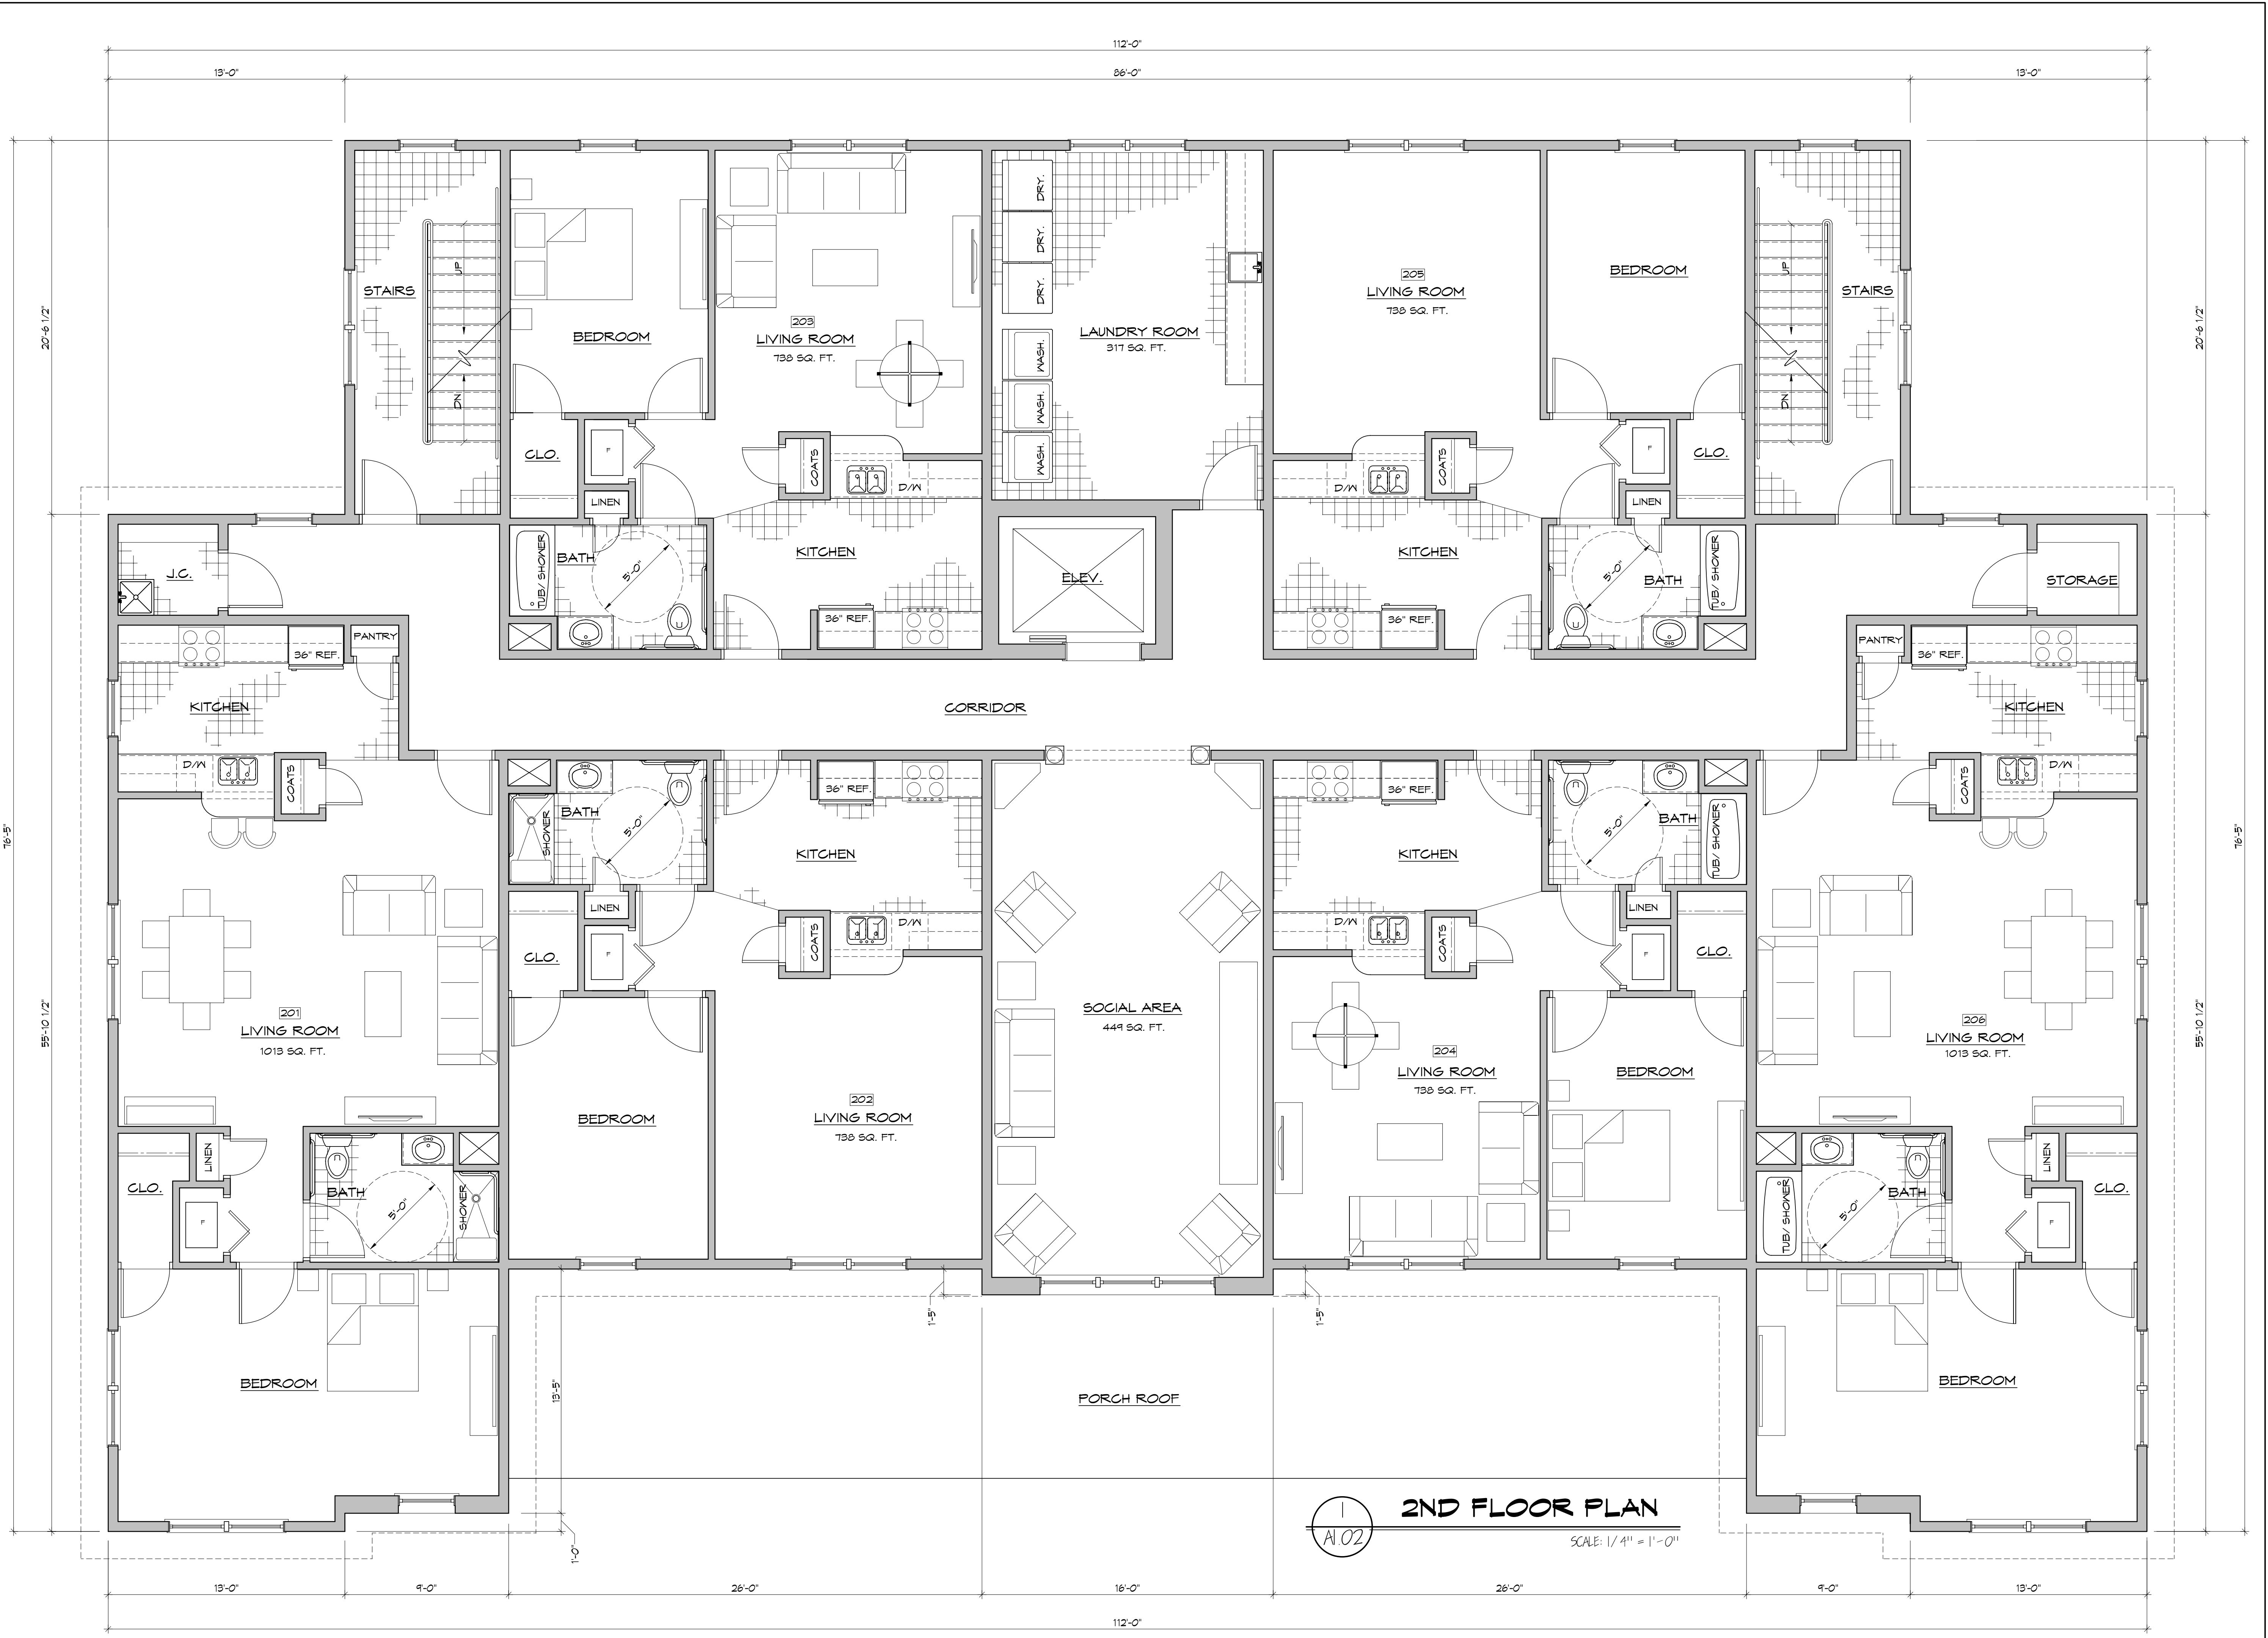 112'-0"
13'-0"
86'-0"
13'-0"
20'-6 1/2"
55'-10 1/2"
76'-5"
20'-6 1/2"
55'-10 1/2"
76'-5"
STAIRS
UP
DN
BEDROOM
203
LIVING ROOM
738 SQ. FT.
DRY.
DRY.
DRY.
WASH.
WASH.
WASH.
LAUNDRY ROOM
317 SQ. FT.
205
LIVING ROOM
738 SQ. FT.
BEDROOM
UP
DN
STAIRS
CLO.
F
LINEN
COATS
D/W
D/W
COATS
F
LINEN
CLO.
J.C.
TUB/ SHOWER
BATH
5'-0"
KITCHEN
36" REF.
ELEV.
KITCHEN
36" REF.
5'-0"
BATH
TUB/ SHOWER
STORAGE
36" REF.
PANTRY
KITCHEN
D/W
COATS
CORRIDOR
PANTRY
36" REF.
KITCHEN
D/W
COATS
SHOWER
BATH
5'-0"
LINEN
CLO.
F
36" REF.
KITCHEN
D/W
COATS
36" REF.
KITCHEN
D/W
COATS
5'-0"
BATH
TUB/ SHOWER
LINEN
F
CLO.
201
LIVING ROOM
1013 SQ. FT.
BEDROOM
202
LIVING ROOM
738 SQ. FT.
SOCIAL AREA
449 SQ. FT.
204
LIVING ROOM
738 SQ. FT.
BEDROOM
206
LIVING ROOM
1013 SQ. FT.
CLO.
LINEN
F
BATH
5'-0"
SHOWER
TUB/ SHOWER
5'-0"
BATH
LINEN
F
CLO.
BEDROOM
13'-5"
1'-0"
1'-5"
1'-5"
PORCH ROOF
BEDROOM
1
A1.02
2ND FLOOR PLAN
SCALE: 1/4" = 1'-0"
13'-0"
9'-0"
26'-0"
16'-0"
26'-0"
9'-0"
13'-0"
112'-0"